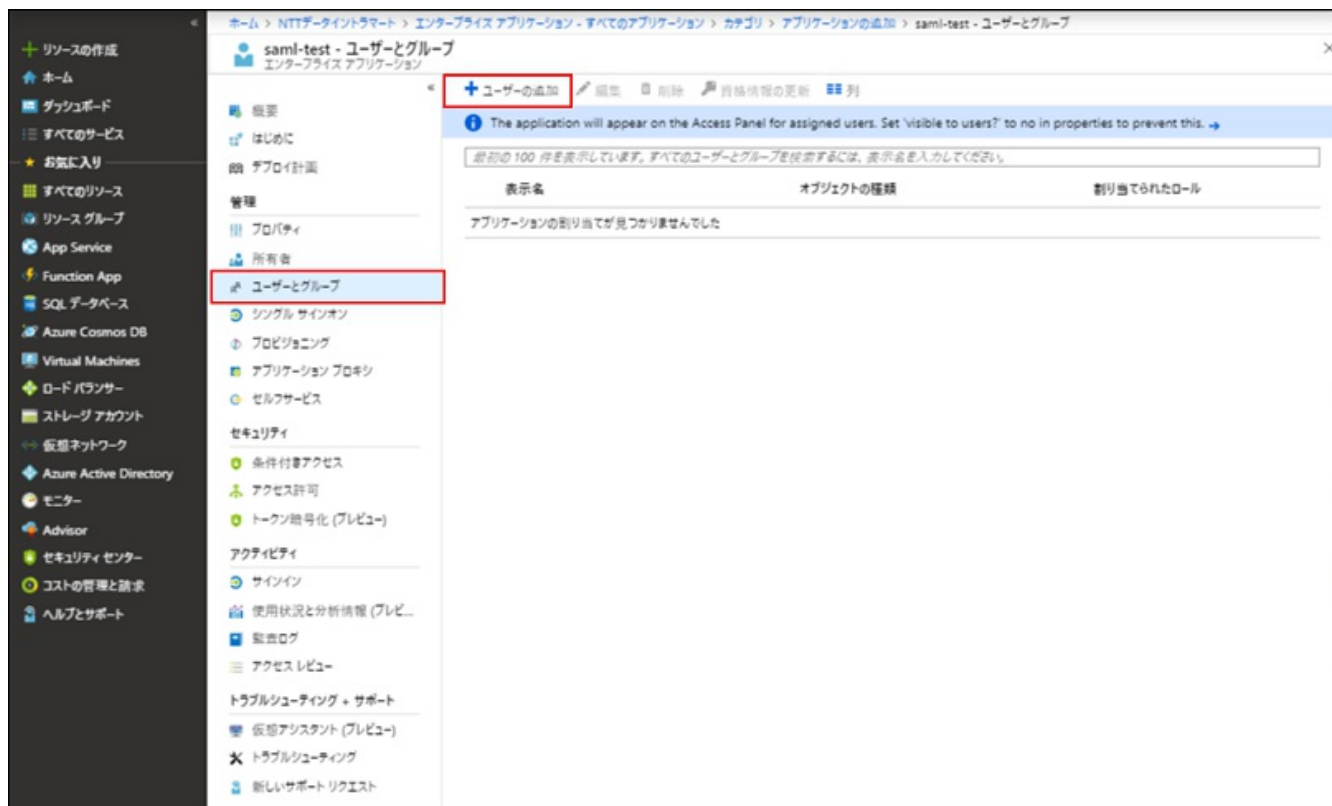 ホーム > NTTデータイントラマート > エンタープライズ アプリケーション - すべてのアプリケーション > カテゴリ > アプリケーションの追加 > saml-test - ユーザーとグループ
リソースの作成
ホーム
ダッシュボード
すべてのサービス
お気に入り
すべてのリソース
リソース グループ
App Service
Function App
SQL データベース
Azure Cosmos DB
Virtual Machines
ロード バランサー
ストレージ アカウント
仮想ネットワーク
Azure Active Directory
モニター
Advisor
セキュリティ センター
コストの管理と請求
ヘルプとサポート
saml-test - ユーザーとグループ
エンタープライズ アプリケーション
概要
はじめに
デプロイ計画
管理
プロパティ
所有者
ユーザーとグループ
シングル サインオン
プロビジョニング
アプリケーション プロキシ
セルフサービス
セキュリティ
条件付きアクセス
アクセス許可
トークン暗号化 (プレビュー)
アクティビティ
サインイン
使用状況と分析情報 (プレビ...
監査ログ
アクセス レビュー
トラブルシューティング + サポート
仮想アシスタント (プレビュー)
トラブルシューティング
新しいサポート リクエスト
ユーザーの追加 編集 削除 資格情報の更新 列
The application will appear on the Access Panel for assigned users. Set 'visible to users?' to no in properties to prevent this. →
最初の 100 件を表示しています。すべてのユーザーとグループを検索するには、表示名を入力してください。
表示名 オブジェクトの種類 割り当てられたロール
アプリケーションの割り当てが見つかりませんでした